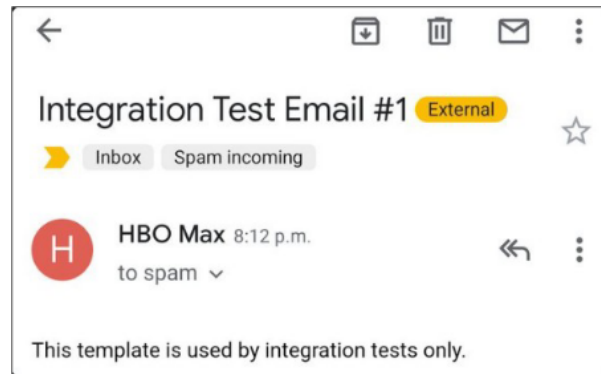 Integration Test Email #1 External
Inbox Spam incoming
H
HBO Max 8:12 p.m.
to spam
This template is used by integration tests only.